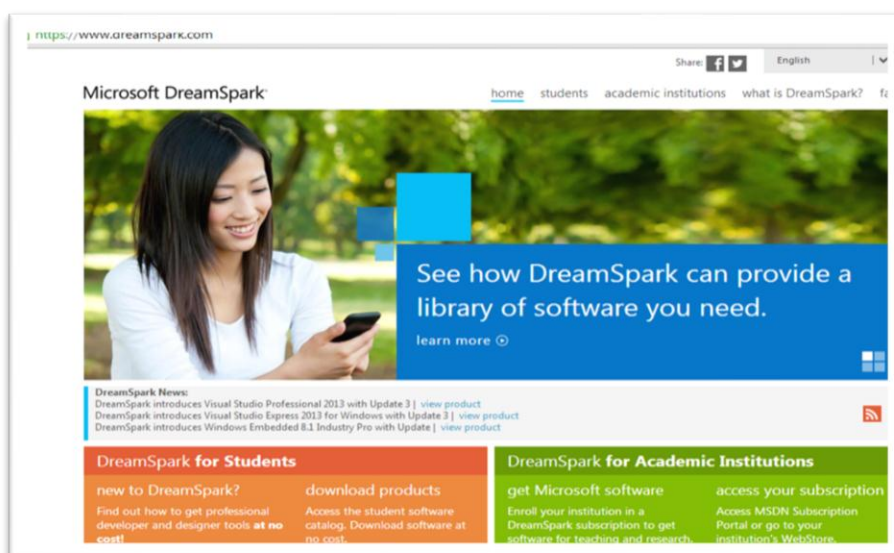 https://www.dreamspark.com
Share:
English
Microsoft DreamSpark
home students academic institutions what is DreamSpark?
See how DreamSpark can provide a
library of software you need.
learn more
DreamSpark News:
DreamSpark introduces Visual Studio Professional 2013 with Update 3 | view product
DreamSpark introduces Visual Studio Express 2013 for Windows with Update 3 | view product
DreamSpark introduces Windows Embedded 8.1 Industry Pro with Update | view product
DreamSpark for Students
new to DreamSpark?
Find out how to get professional
developer and designer tools at no
cost!
download products
Access the student software
catalog. Download software at
no cost.
DreamSpark for Academic Institutions
get Microsoft software
Enroll your institution in a
DreamSpark subscription to get
software for teaching and research.
access your subscription
Access MSDN Subscription
Portal or go to your
institution's WebStore.